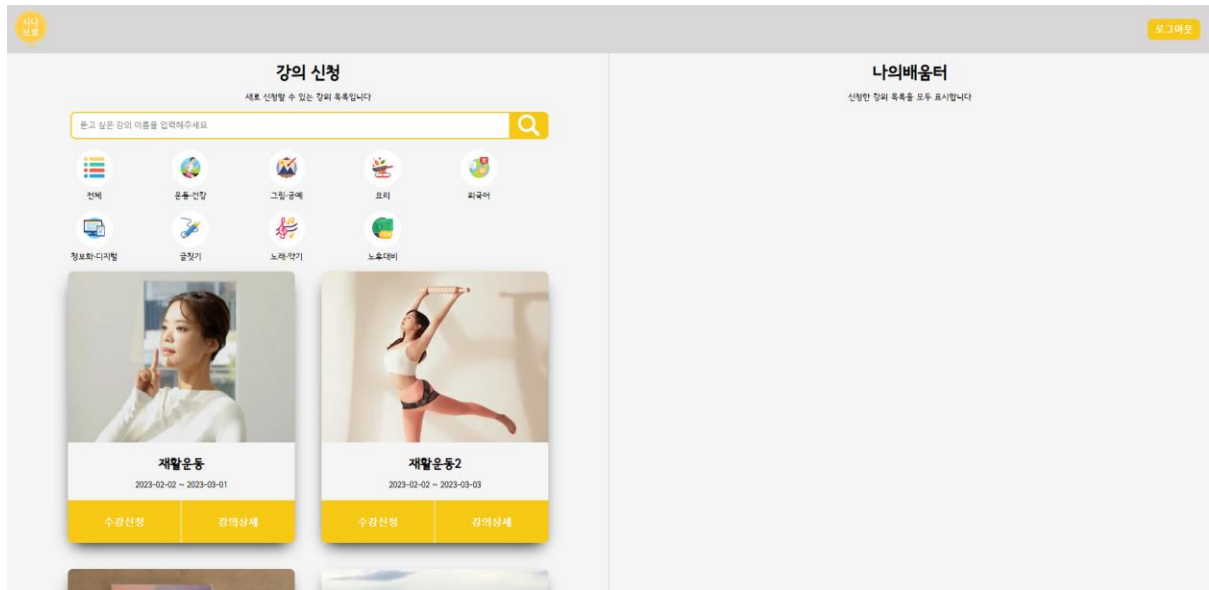 시나
브로
로그아웃
강의 신청
새로 신청할 수 있는 강의 목록입니다
듣고 싶은 강의 이름을 입력해주세요
전체
운동·건강
그림·공예
요리
외국어
정보화·디지털
글짓기
노래·악기
노후대비
재활운동
2023-02-02 ~ 2023-03-01
수강신청
강의상세
재활운동2
2023-02-02 ~ 2023-03-03
수강신청
강의상세
나의배움터
신청한 강의 목록을 모두 표시합니다